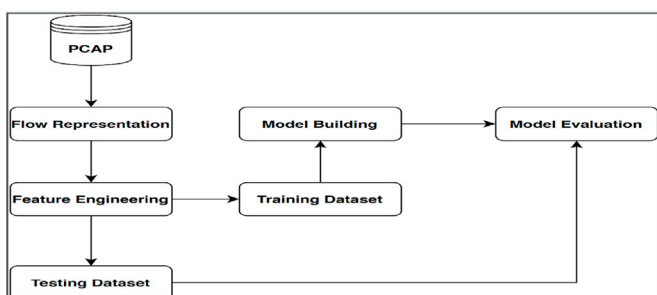 PCAP
Flow Representation
Model Building
Model Evaluation
Feature Engineering
Training Dataset
Testing Dataset